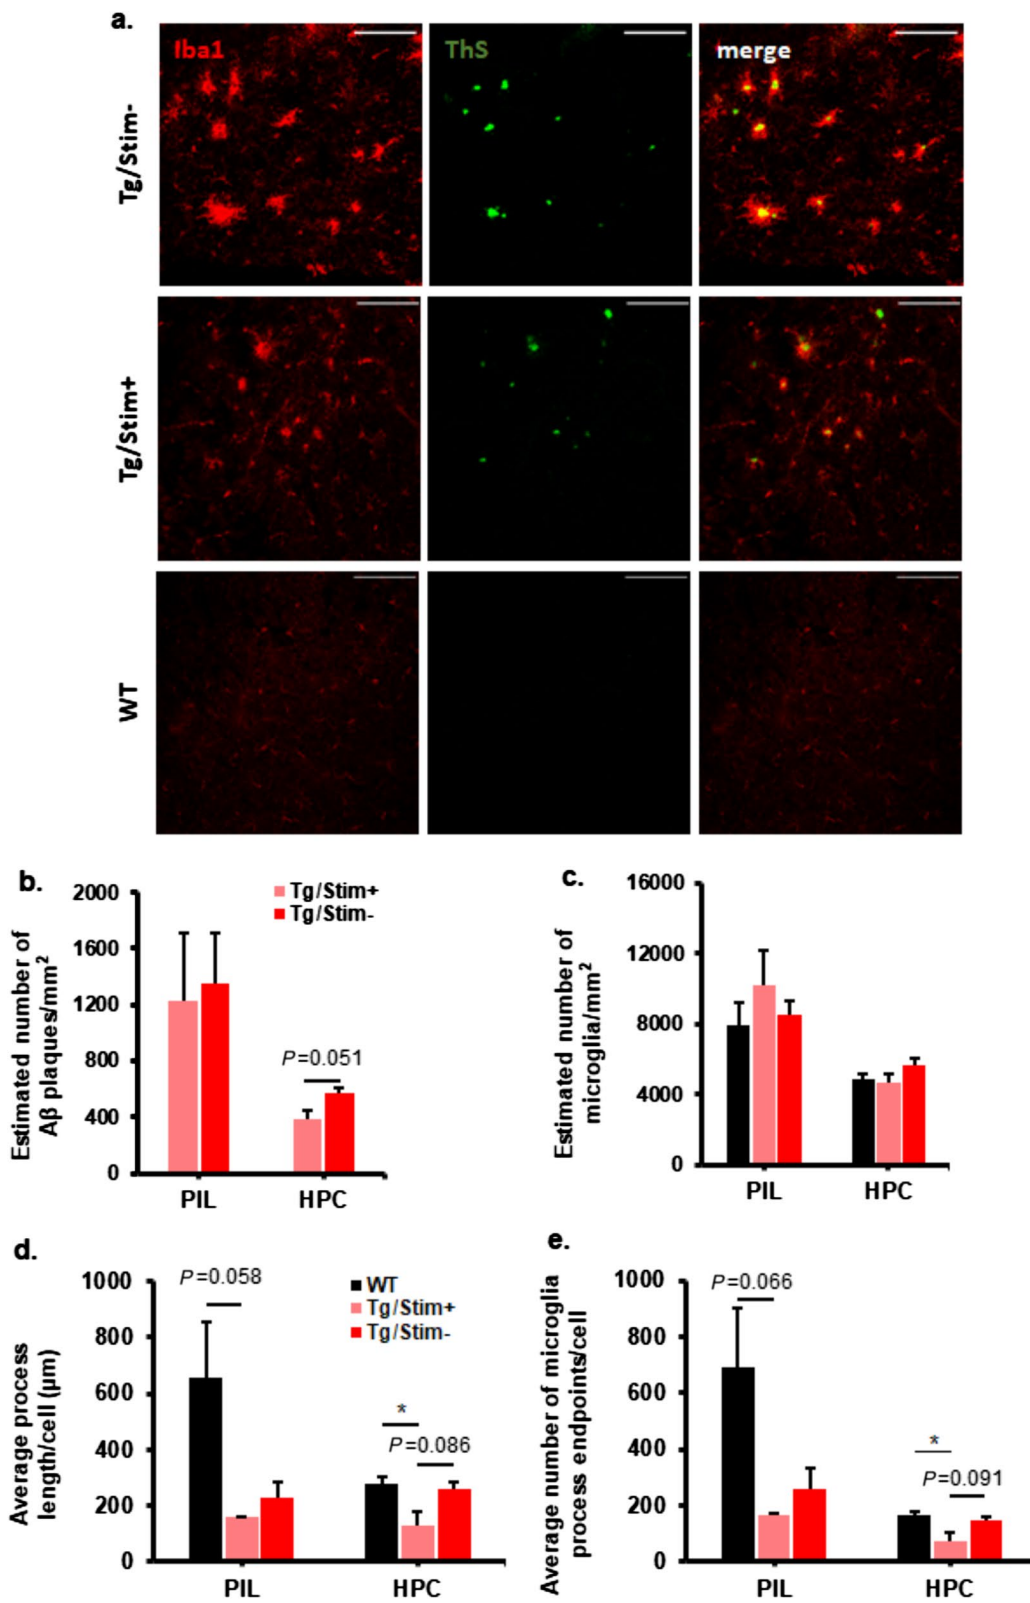 a.
Iba1 ThS merge
Tg/Stim-
Tg/Stim+
WT
b.
Estimated number of
Aβ plaques/mm²
2000
1600
1200
800
400
0
Tg/Stim+
Tg/Stim-
P=0.051
PIL HPC
c.
Estimated number of
microglia/mm²
16000
12000
8000
4000
0
PIL HPC
d.
Average process
length/cell (μm)
1000
800
600
400
200
0
P=0.058
WT
Tg/Stim+
Tg/Stim-
*
P=0.086
PIL HPC
e.
Average number of microglia
process endpoints/cell
1000
800
600
400
200
0
P=0.066
*
P=0.091
PIL HPC